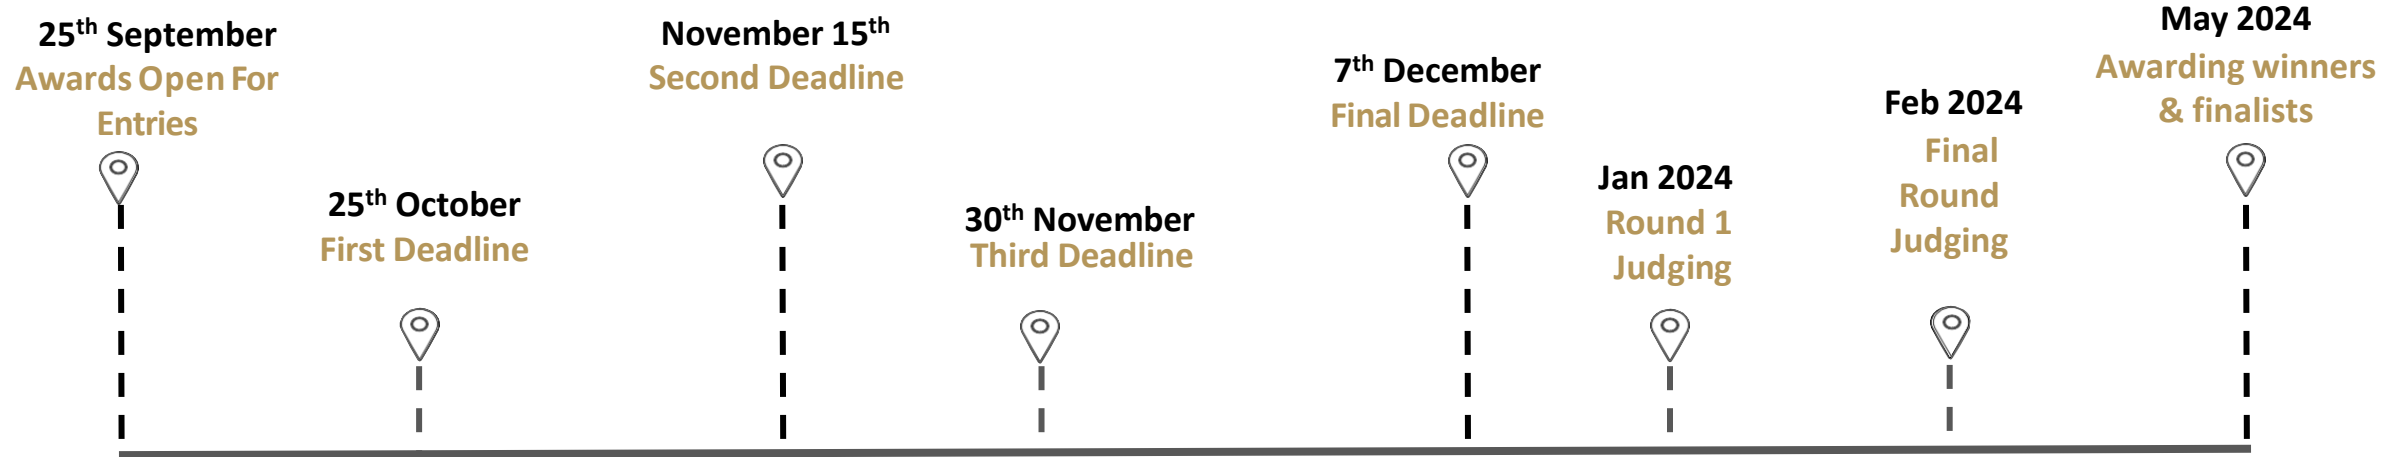 25th September
Awards Open For
Entries
25th October
First Deadline
November 15th
Second Deadline
30th November
Third Deadline
7th December
Final Deadline
Jan 2024
Round 1
Judging
Feb 2024
Final
Round
Judging
May 2024
Awarding winners
& finalists